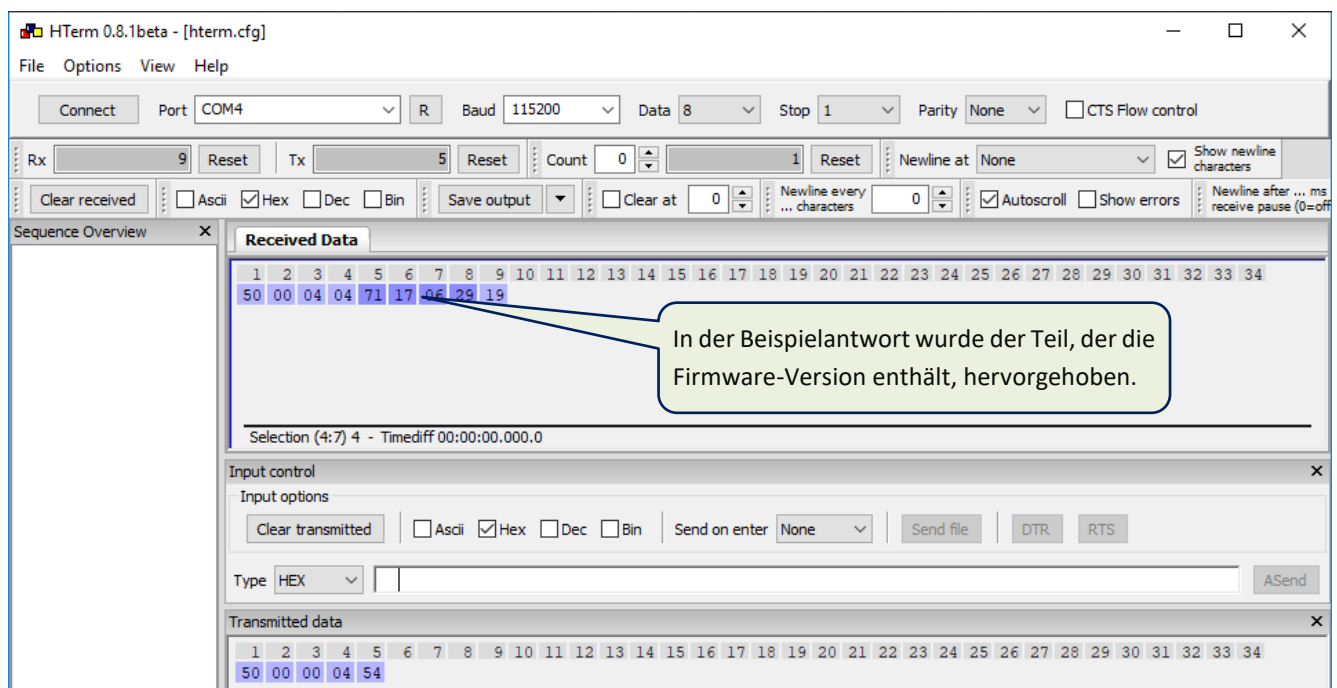 HTerm 0.8.1beta - [hterm.cfg]
File Options View Help
Connect Port COM4 R Baud 115200 Data 8 Stop 1 Parity None CTS Flow control
Rx 9 Reset Tx 5 Reset Count 0 1 Reset Newline at None Show newline characters
Clear received Ascii Hex Dec Bin Save output Clear at 0 Newline every ... characters 0 Autoscroll Show errors Newline after ... ms receive pause (0=off
Sequence Overview
Received Data
1 2 3 4 5 6 7 8 9 10 11 12 13 14 15 16 17 18 19 20 21 22 23 24 25 26 27 28 29 30 31 32 33 34
50 00 04 04 71 17 06 29 19
In der Beispielantwort wurde der Teil, der die
Firmware-Version enthält, hervorgehoben.
Selection (4:7) 4 - Timediff 00:00:00.000.0
Input control
Input options
Clear transmitted Ascii Hex Dec Bin Send on enter None Send file DTR RTS
Type HEX ASend
Transmitted data
1 2 3 4 5 6 7 8 9 10 11 12 13 14 15 16 17 18 19 20 21 22 23 24 25 26 27 28 29 30 31 32 33 34
50 00 00 04 54